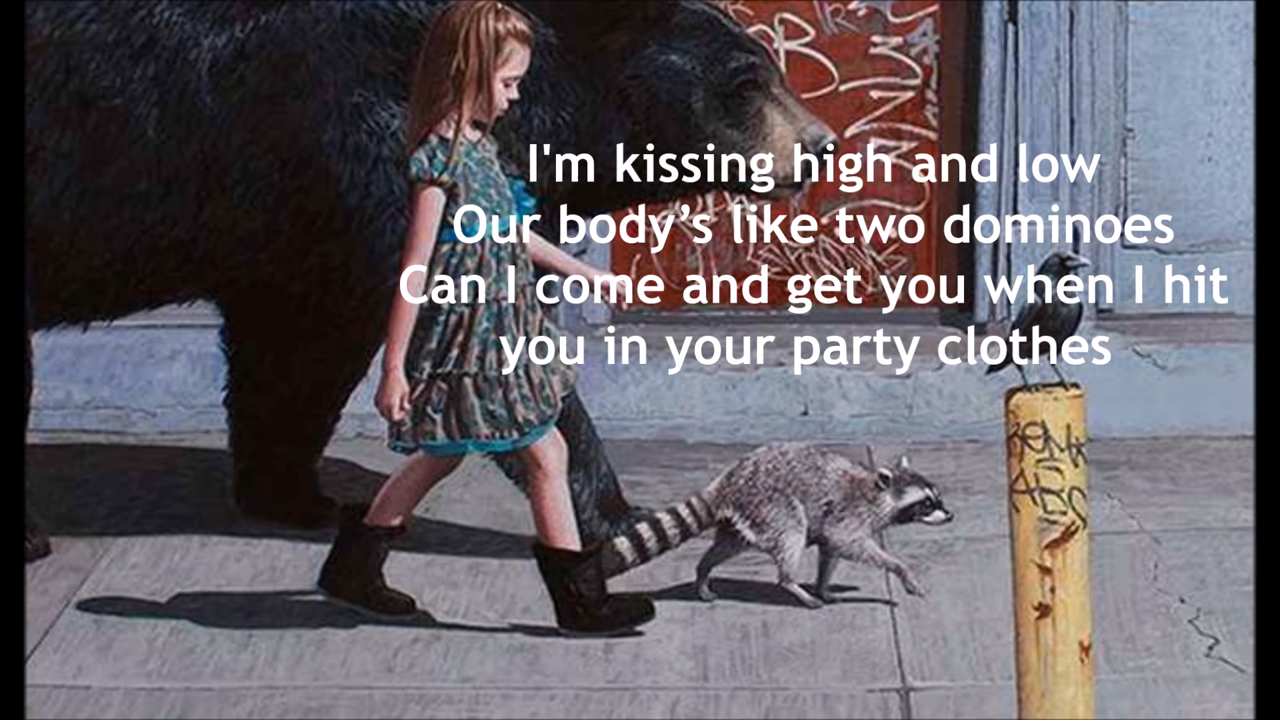 I'm kissing high and low
Our body’s like two dominoes
Can I come and get you when I hit
you in your party clothes